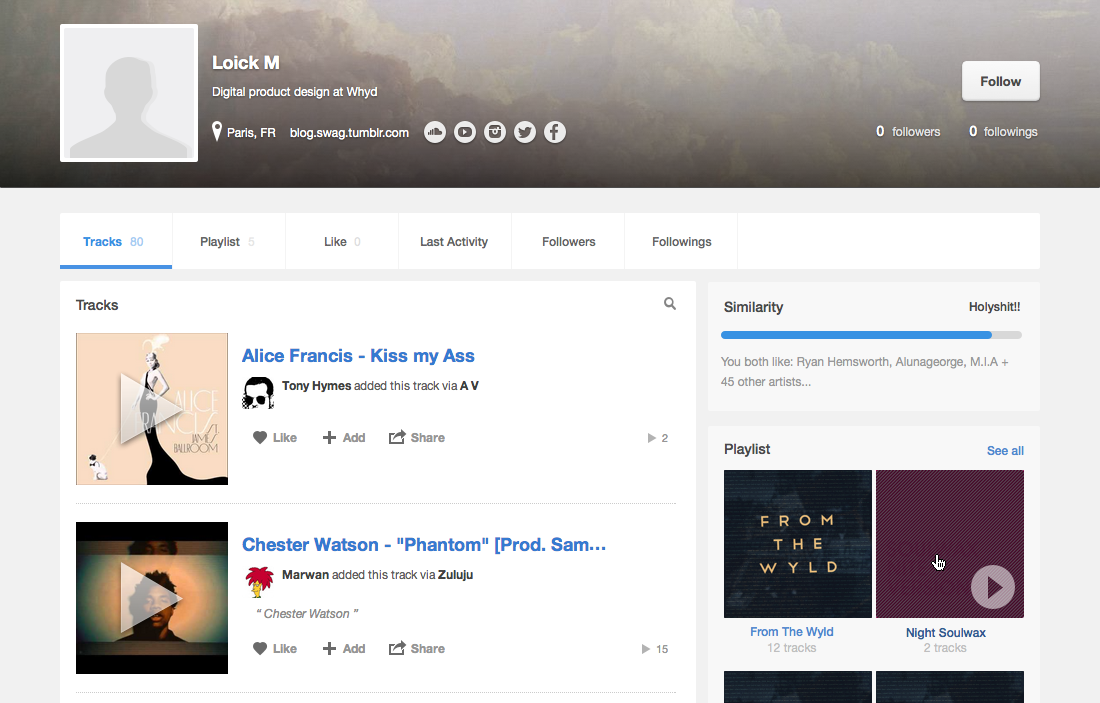 Loick M
Digital product design at Whyd
Paris, FR blog.swag.tumblr.com
Follow
0 followers 0 followings
Tracks 80 Playlist 5 Like 0 Last Activity Followers Followings
Tracks
ALICE
FRANCIS
ST.
JAMES
BALLROOM
Alice Francis - Kiss my Ass
Tony Hymes added this track via A V
Like Add Share 2
Chester Watson - "Phantom" [Prod. Sam...
Marwan added this track via Zuluju
“ Chester Watson ”
Like Add Share 15
Similarity Holyshit!!
You both like: Ryan Hemsworth, Alunageorge, M.I.A +
45 other artists...
Playlist See all
FROM
THE
WYLD
From The Wyld
12 tracks
Night Soulwax
2 tracks